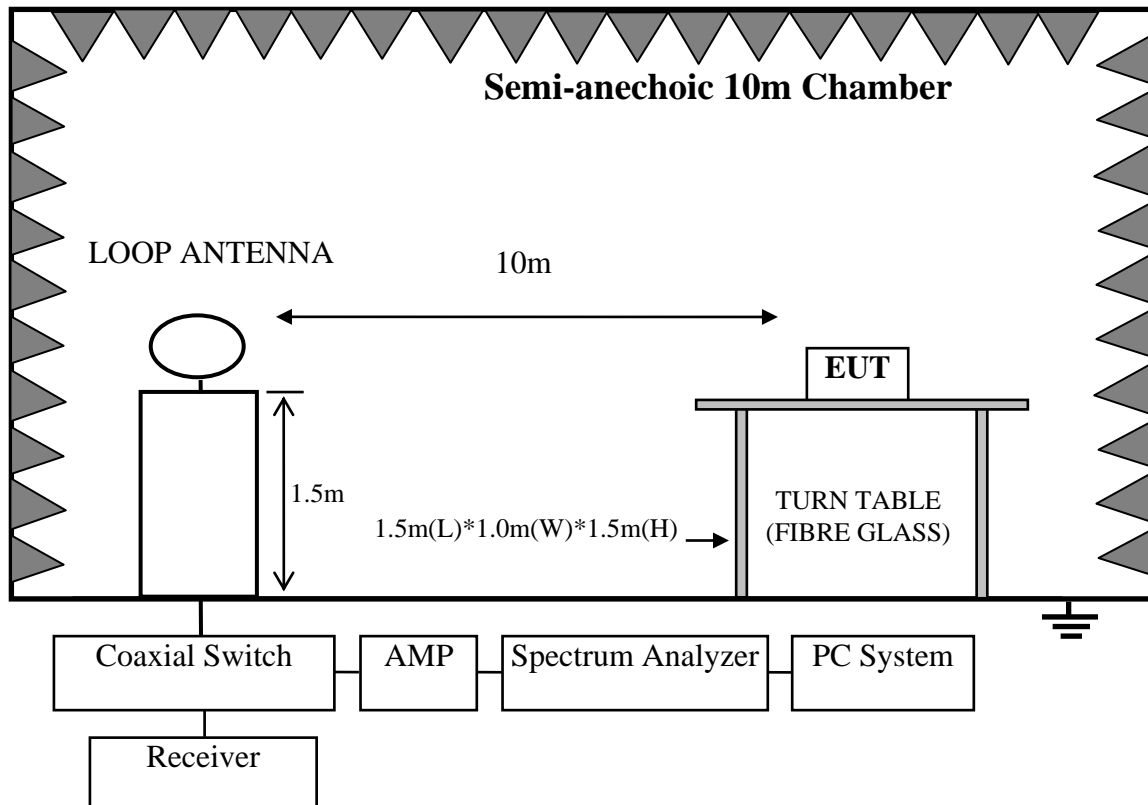 Semi-anechoic 10m Chamber
LOOP ANTENNA
10m
EUT
1.5m
1.5m(L)*1.0m(W)*1.5m(H)
TURN TABLE
(FIBRE GLASS)
Coaxial Switch
AMP
Spectrum Analyzer
PC System
Receiver